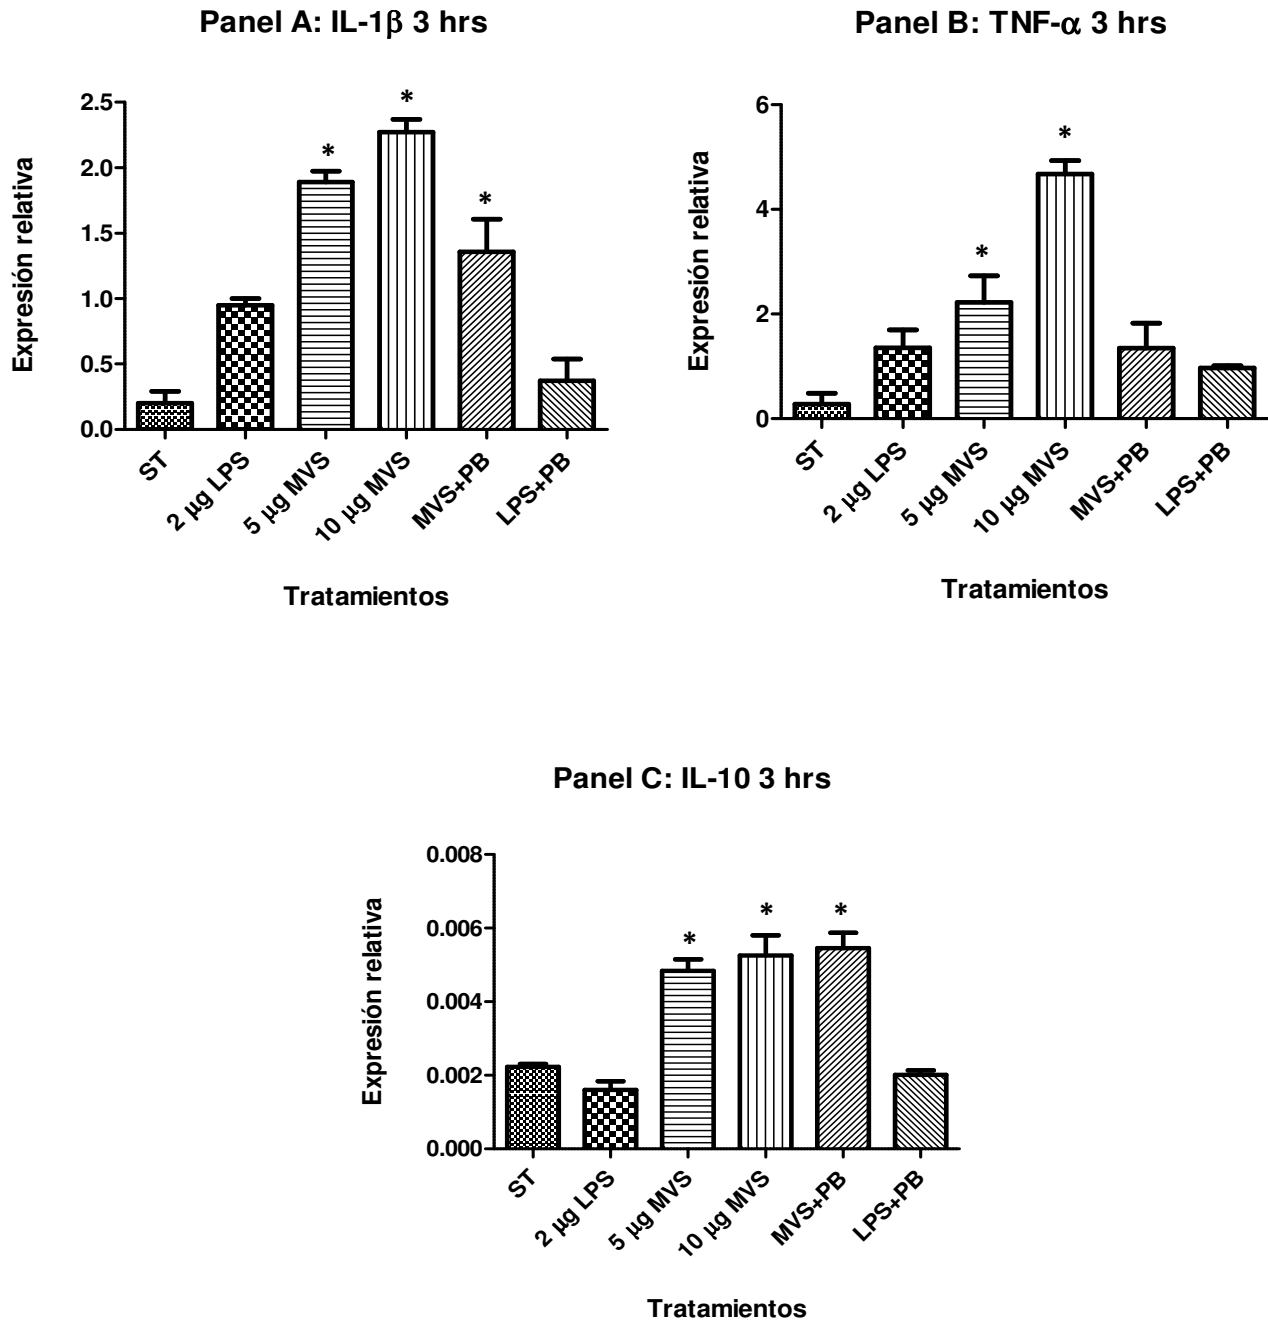 Panel A: IL-1β 3 hrs
Expresión relativa
2.5
2.0
1.5
1.0
0.5
0.0
*
*
*
ST
2 µg LPS
5 µg MVS
10 µg MVS
MVS+PB
LPS+PB
Tratamientos
Panel B: TNF-α 3 hrs
Expresión relativa
6
4
2
0
*
*
ST
2 µg LPS
5 µg MVS
10 µg MVS
MVS+PB
LPS+PB
Tratamientos
Panel C: IL-10 3 hrs
Expresión relativa
0.008
0.006
0.004
0.002
0.000
*
*
*
ST
2 µg LPS
5 µg MVS
10 µg MVS
MVS+PB
LPS+PB
Tratamientos